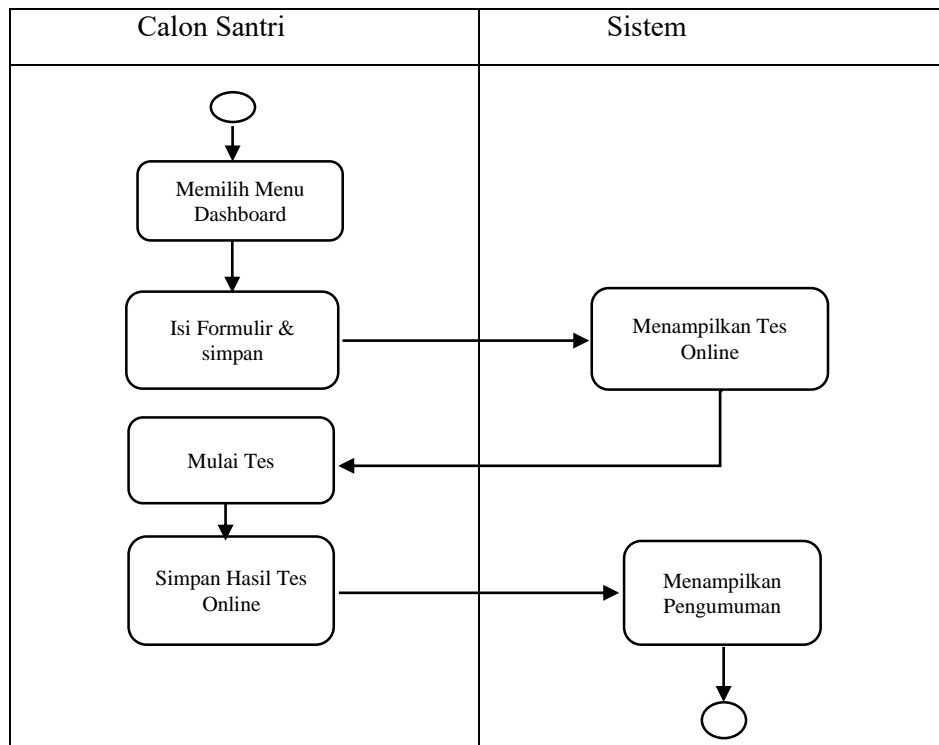 Calon Santri
Sistem
Memilih Menu
Dashboard
Isi Formulir &
simpan
Menampilkan Tes
Online
Mulai Tes
Simpan Hasil Tes
Online
Menampilkan
Pengumuman